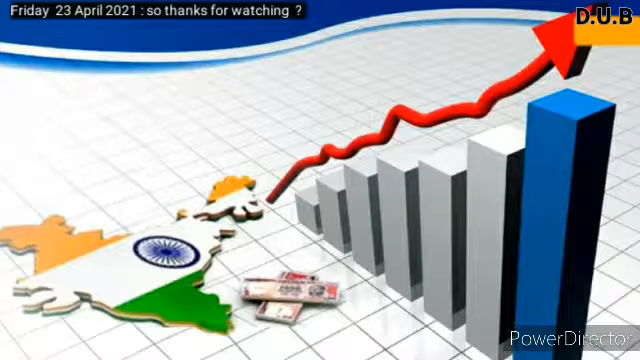 Friday 23 April 2021 : so thanks for watching ?
D.U.B
PowerDirector